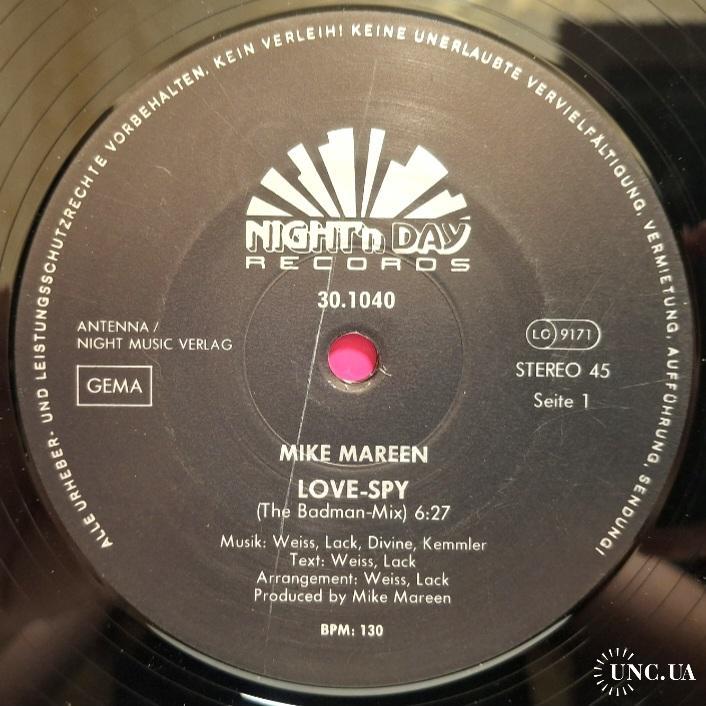 ALLE URHEBER- UND LEISTUNGSSCHUTZRECHTE VORBEHALTEN. KEIN VERLEIH! KEINE UNERLAUBTE VERVIELFÄLTIGUNG, VERMIETUNG, AUFFÜHRUNG, SENDUNG!
NIGHT'n DAY
RECORDS
30.1040
ANTENNA /
NIGHT MUSIC VERLAG
GEMA
LC 9171
STEREO 45
Seite 1
MIKE MAREEN
LOVE-SPY
(The Badman-Mix) 6:27
Musik: Weiss, Lack, Divine, Kemmler
Text: Weiss, Lack
Arrangement: Weiss, Lack
Produced by Mike Mareen
BPM: 130
UNC.UA